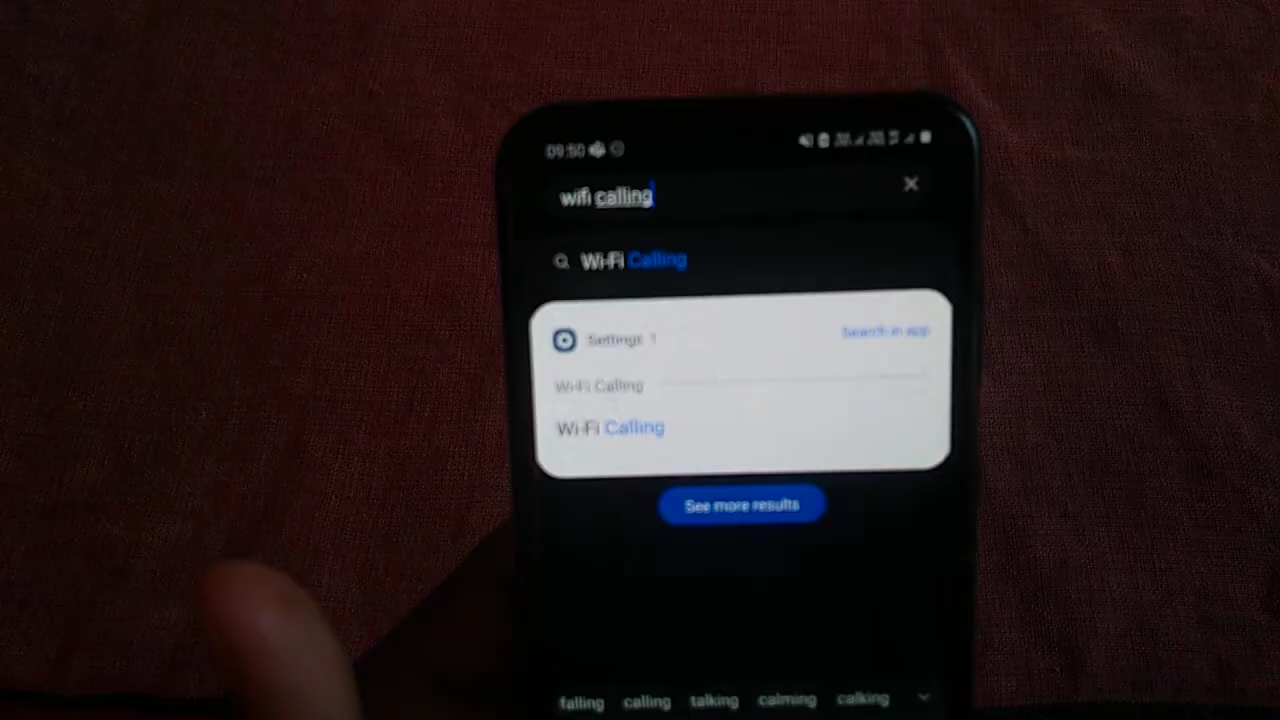 09:50
wifi calling
Wi-Fi Calling
Settings 1
Search in app
Wi-Fi Calling
Wi-Fi Calling
See more results
falling calling talking calming calking